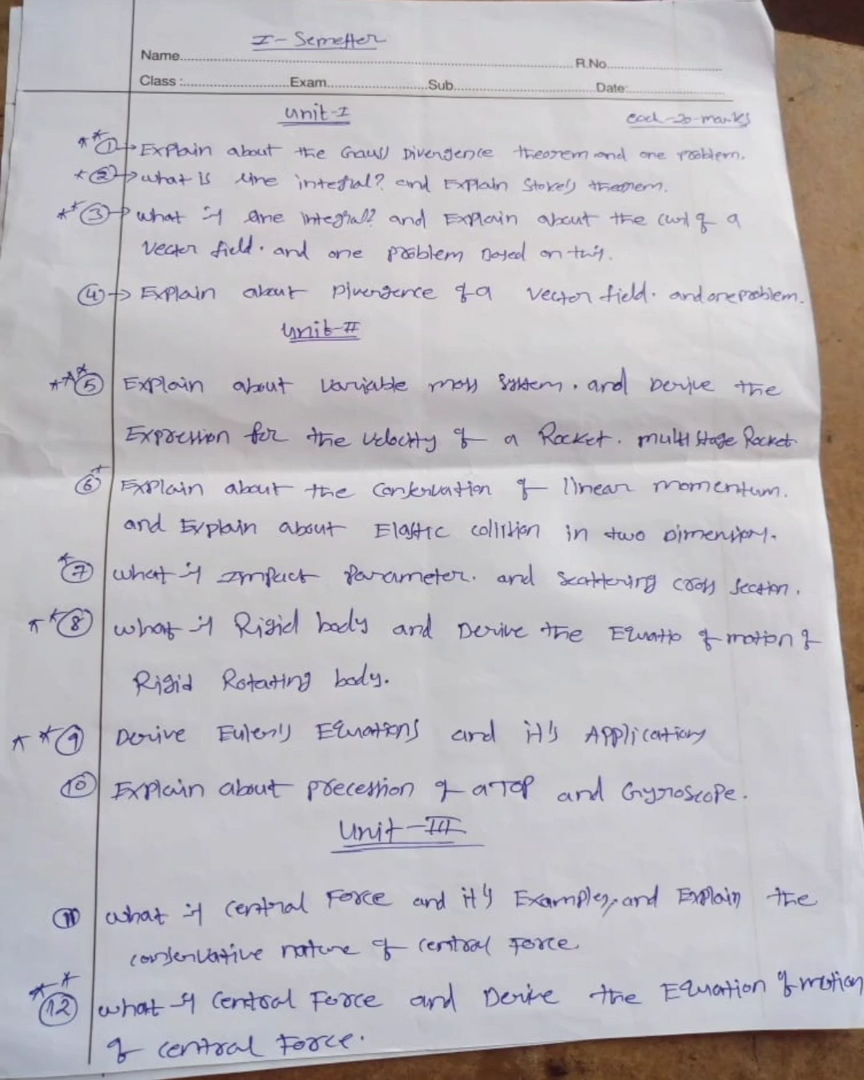 I - Semester
Name.................................................................R.No.............................
Class :.......................Exam.......................Sub.............................Date:.......................
Unit-I each-20-marks
** ①→ Explain about the Gauss Divergence theorem and one problem.
* ②→ what is line integral? and Explain Stoke's theorem.
** ③→ what is line integral? and Explain about the curl of a
vector field. and one problem based on this.
④→ Explain about Divergence of a vector field. and one problem.
Unit-II
*** ⑤ Explain about variable mass system. and Derive the
Expression for the velocity of a Rocket. multi stage Rocket.
* ⑥ Explain about the conservation of linear momentum.
and Explain about Elastic collision in two Dimensions.
* ⑦ what is Impact parameter. and scattering cross section.
** ⑧ what is Rigid body and Derive the Equatio of motion of
Rigid Rotating body.
** ⑨ Derive Euler's Equations and it's Applications
⑩ Explain about precession of a TOP and Gyroscope.
Unit-III
⑪ what is central Force and it's Examples, and Explain the
conservative nature of central Force
** ⑫ what is central Force and Derive the Equation of motion
of central Force.